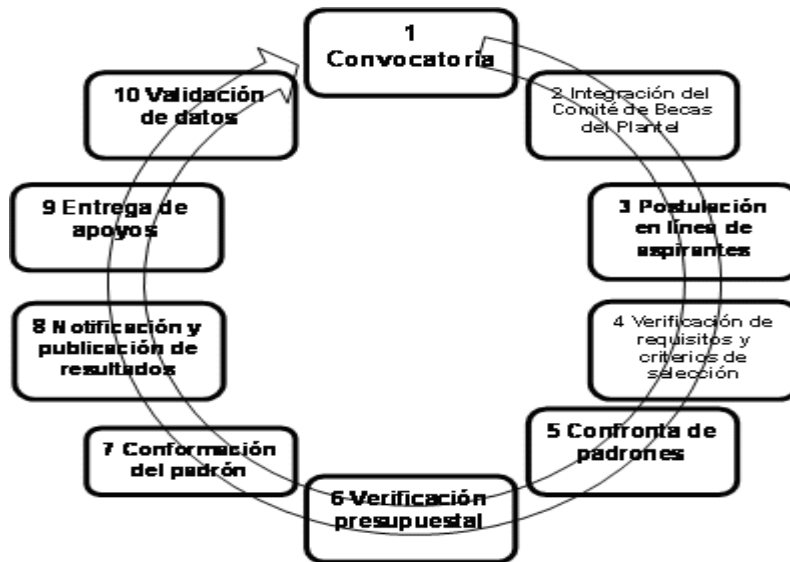 1
Convocatoria
2 Integración del
Comité de Becas
del Plantel
3 Postulación
en línea de
aspirantes
4 Verificación de
requisitos y
criterios de
selección
5 Confronta de
padrones
6 Verificación
presupuestal
7 Conformación
del padrón
8 Notificación y
publicación de
resultados
9 Entrega de
apoyos
10 Validación
de datos